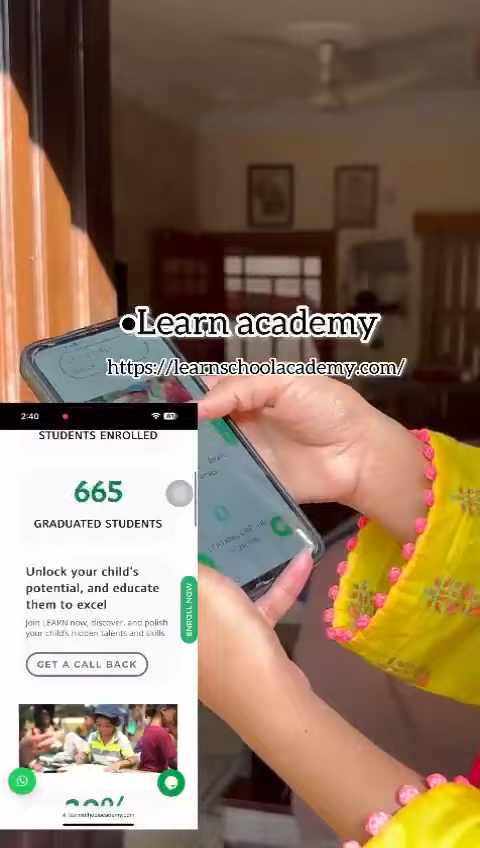 •Learn academy
https://learnschoolacademy.com/
2:40
STUDENTS ENROLLED
665
GRADUATED STUDENTS
Unlock your child's
potential, and educate
them to excel
Join LEARN now, discover, and polish
your child's hidden talents and skills
ENROLL NOW
GET A CALL BACK
learnschoolacademy.com